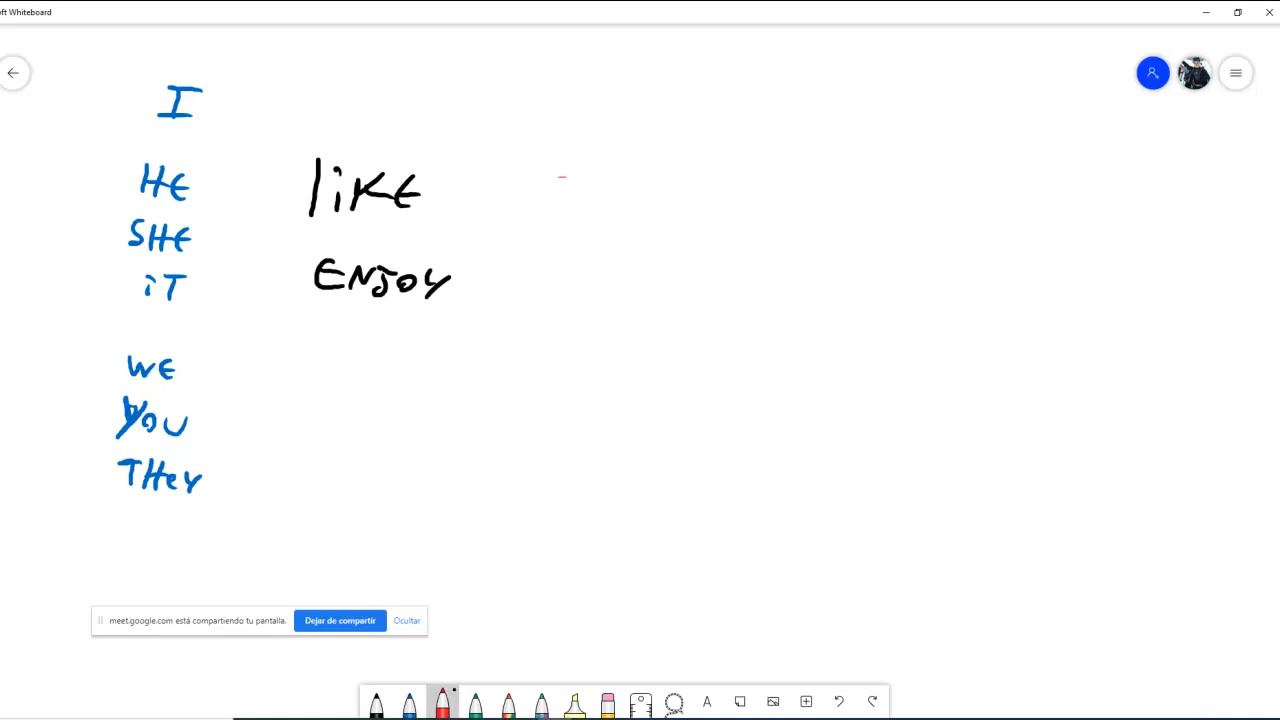 ft Whiteboard
I
HE
SHE
iT
WE
YOU
THey
liKE
ENJOY
meet.google.com está compartiendo tu pantalla. Dejar de compartir Ocultar
A